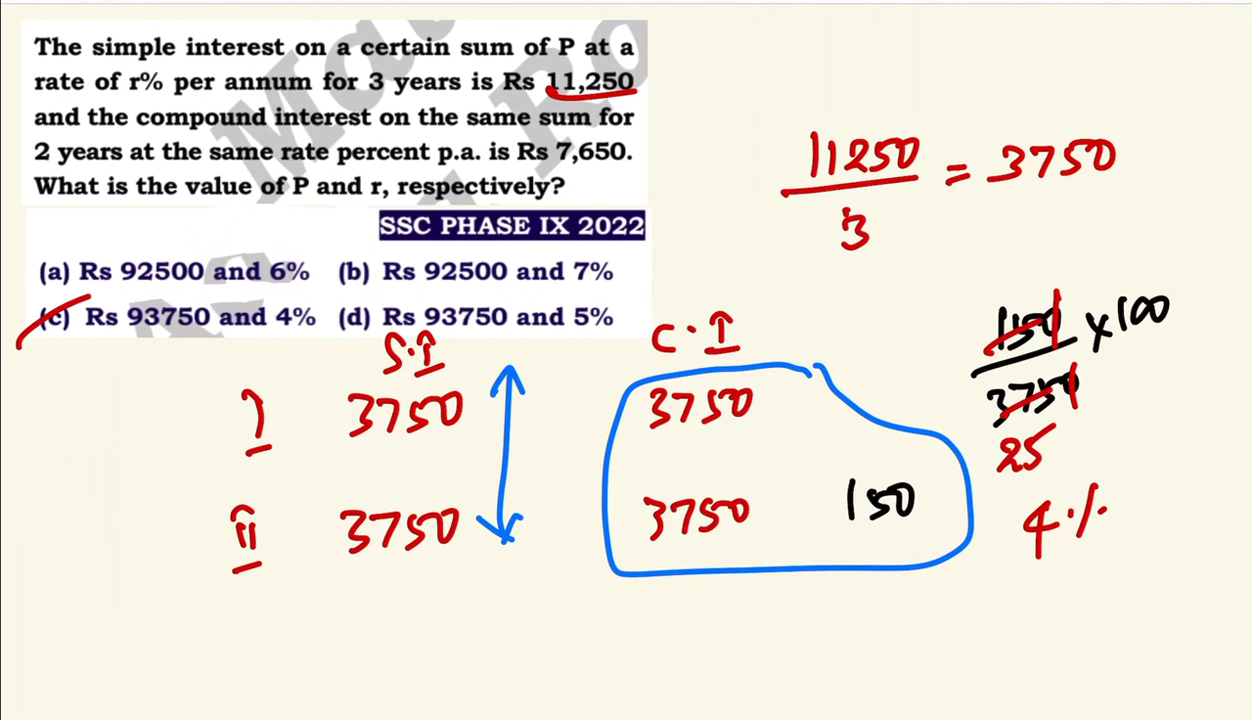 The simple interest on a certain sum of P at a
rate of r% per annum for 3 years is Rs 11,250
and the compound interest on the same sum for
2 years at the same rate percent p.a. is Rs 7,650.
What is the value of P and r, respectively?
SSC PHASE IX 2022
(a) Rs 92500 and 6% (b) Rs 92500 and 7%
(c) Rs 93750 and 4% (d) Rs 93750 and 5%
11250 = 3750
3
S.I C.I
I 3750 3750
II 3750 3750 150
1150 × 100
3750
25
4%